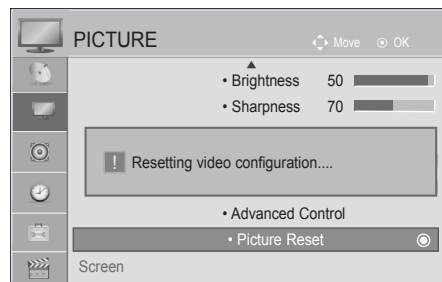 PICTURE
Move
OK
• Brightness 50
• Sharpness 70
! Resetting video configuration....
• Advanced Control
• Picture Reset
Screen